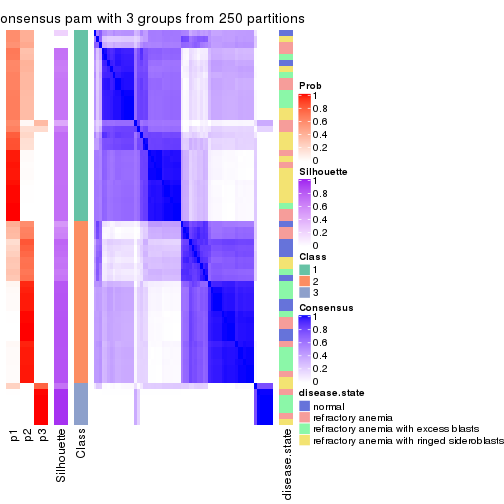 onsensus pam with 3 groups from 250 partitions
Prob
1
0.8
0.6
0.4
0.2
0
Silhouette
1
0.8
0.6
0.4
0.2
0
Class
1
2
3
Consensus
1
0.8
0.6
0.4
0.2
0
disease.state
normal
refractory anemia
refractory anemia with excess blasts
refractory anemia with ringed sideroblasts
p1
p2
p3
Silhouette
Class
disease.state